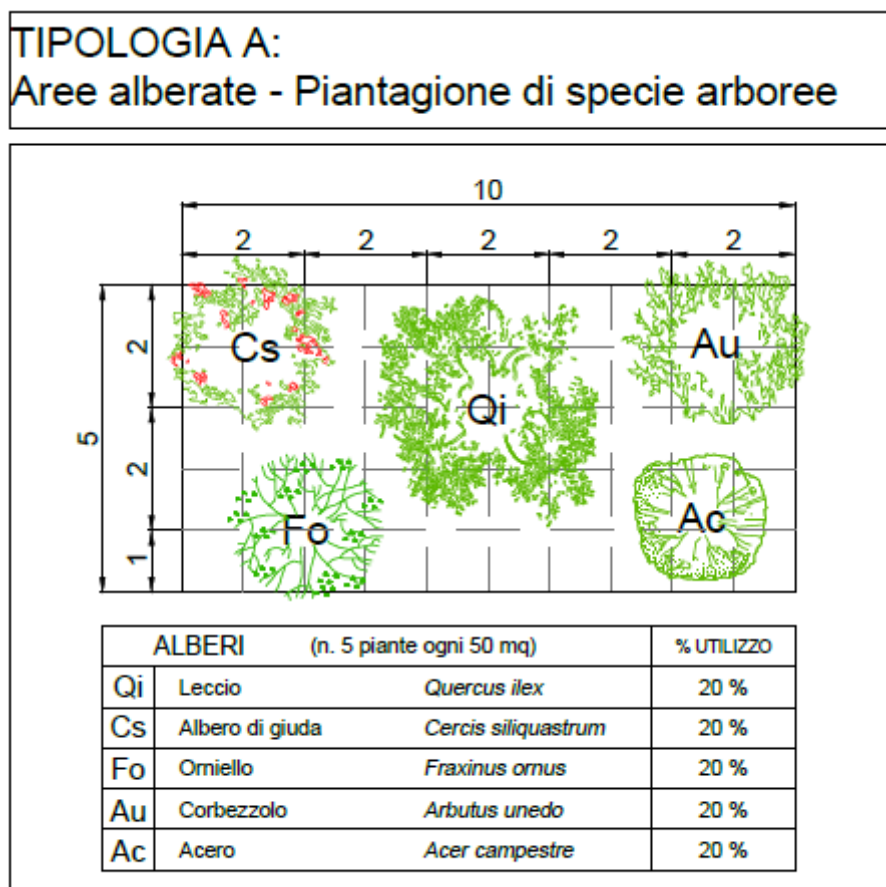 TIPOLOGIA A:
Aree alberate - Piantagione di specie arboree
10
2 2 2 2 2
5
2
2
1
Cs
Qi
Au
Fo
Ac
ALBERI (n. 5 piante ogni 50 mq) % UTILIZZO
Qi Leccio Quercus ilex 20 %
Cs Albero di giuda Cercis siliquastrum 20 %
Fo Orniello Fraxinus ornus 20 %
Au Corbezzolo Arbutus unedo 20 %
Ac Acero Acer campestre 20 %